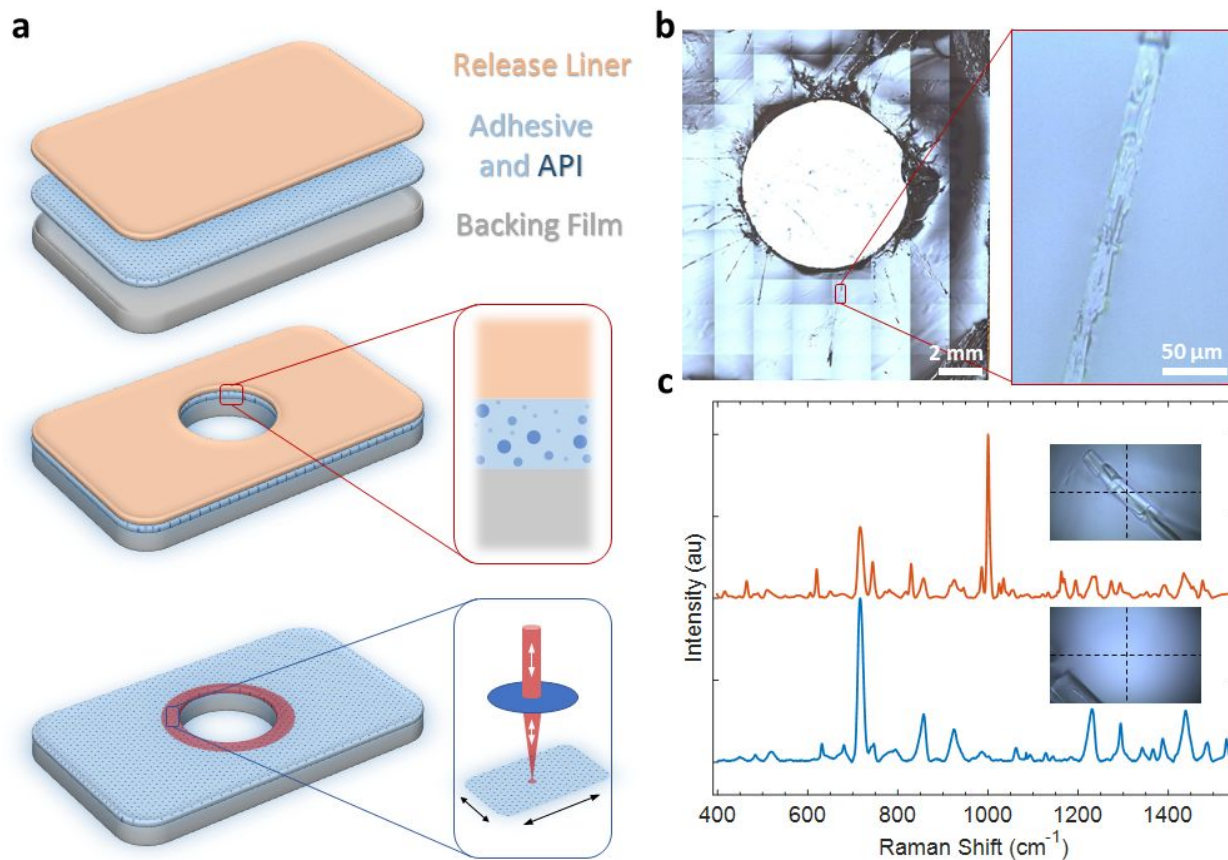 a
Release Liner
Adhesive
and API
Backing Film
b
2 mm
50 µm
c
Intensity (au)
400 600 800 1000 1200 1400
Raman Shift (cm⁻¹)